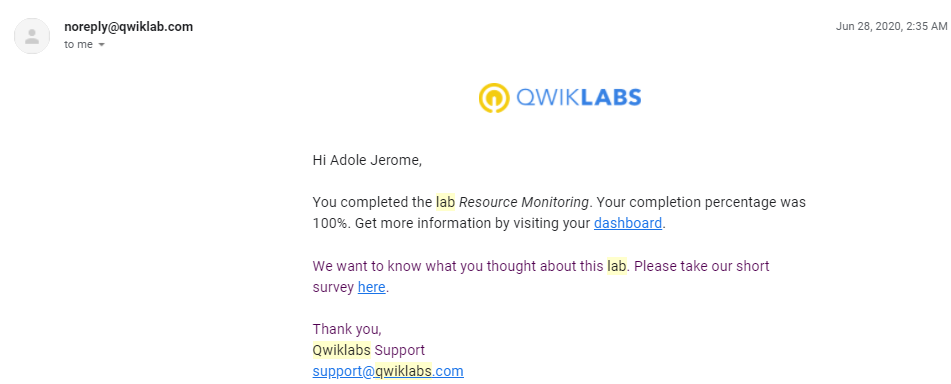 noreply@qwiklab.com
Jun 28, 2020, 2:35 AM
to me
QWIKLABS
Hi Adole Jerome,
You completed the lab Resource Monitoring. Your completion percentage was
100%. Get more information by visiting your dashboard.
We want to know what you thought about this lab. Please take our short
survey here.
Thank you,
Qwiklabs Support
support@qwiklabs.com